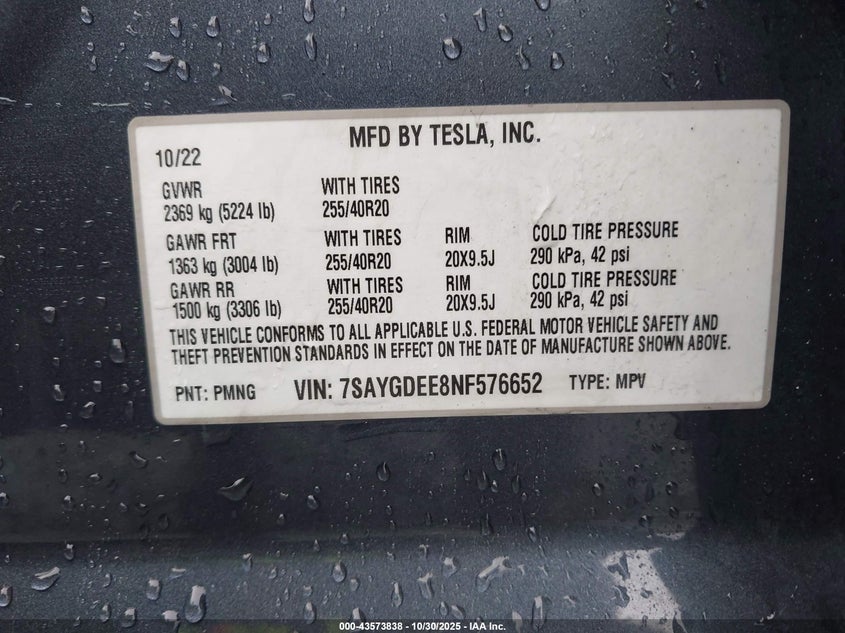 MFD BY TESLA, INC.
10/22
GVWR WITH TIRES
2369 kg (5224 lb) 255/40R20
GAWR FRT WITH TIRES RIM COLD TIRE PRESSURE
1363 kg (3004 lb) 255/40R20 20X9.5J 290 kPa, 42 psi
GAWR RR WITH TIRES RIM COLD TIRE PRESSURE
1500 kg (3306 lb) 255/40R20 20X9.5J 290 kPa, 42 psi
THIS VEHICLE CONFORMS TO ALL APPLICABLE U.S. FEDERAL MOTOR VEHICLE SAFETY AND
THEFT PREVENTION STANDARDS IN EFFECT ON THE DATE OF MANUFACTURE SHOWN ABOVE.
PNT: PMNG VIN: 7SAYGDEE8NF576652 TYPE: MPV
000-43573838 - 10/30/2025 - IAA Inc.